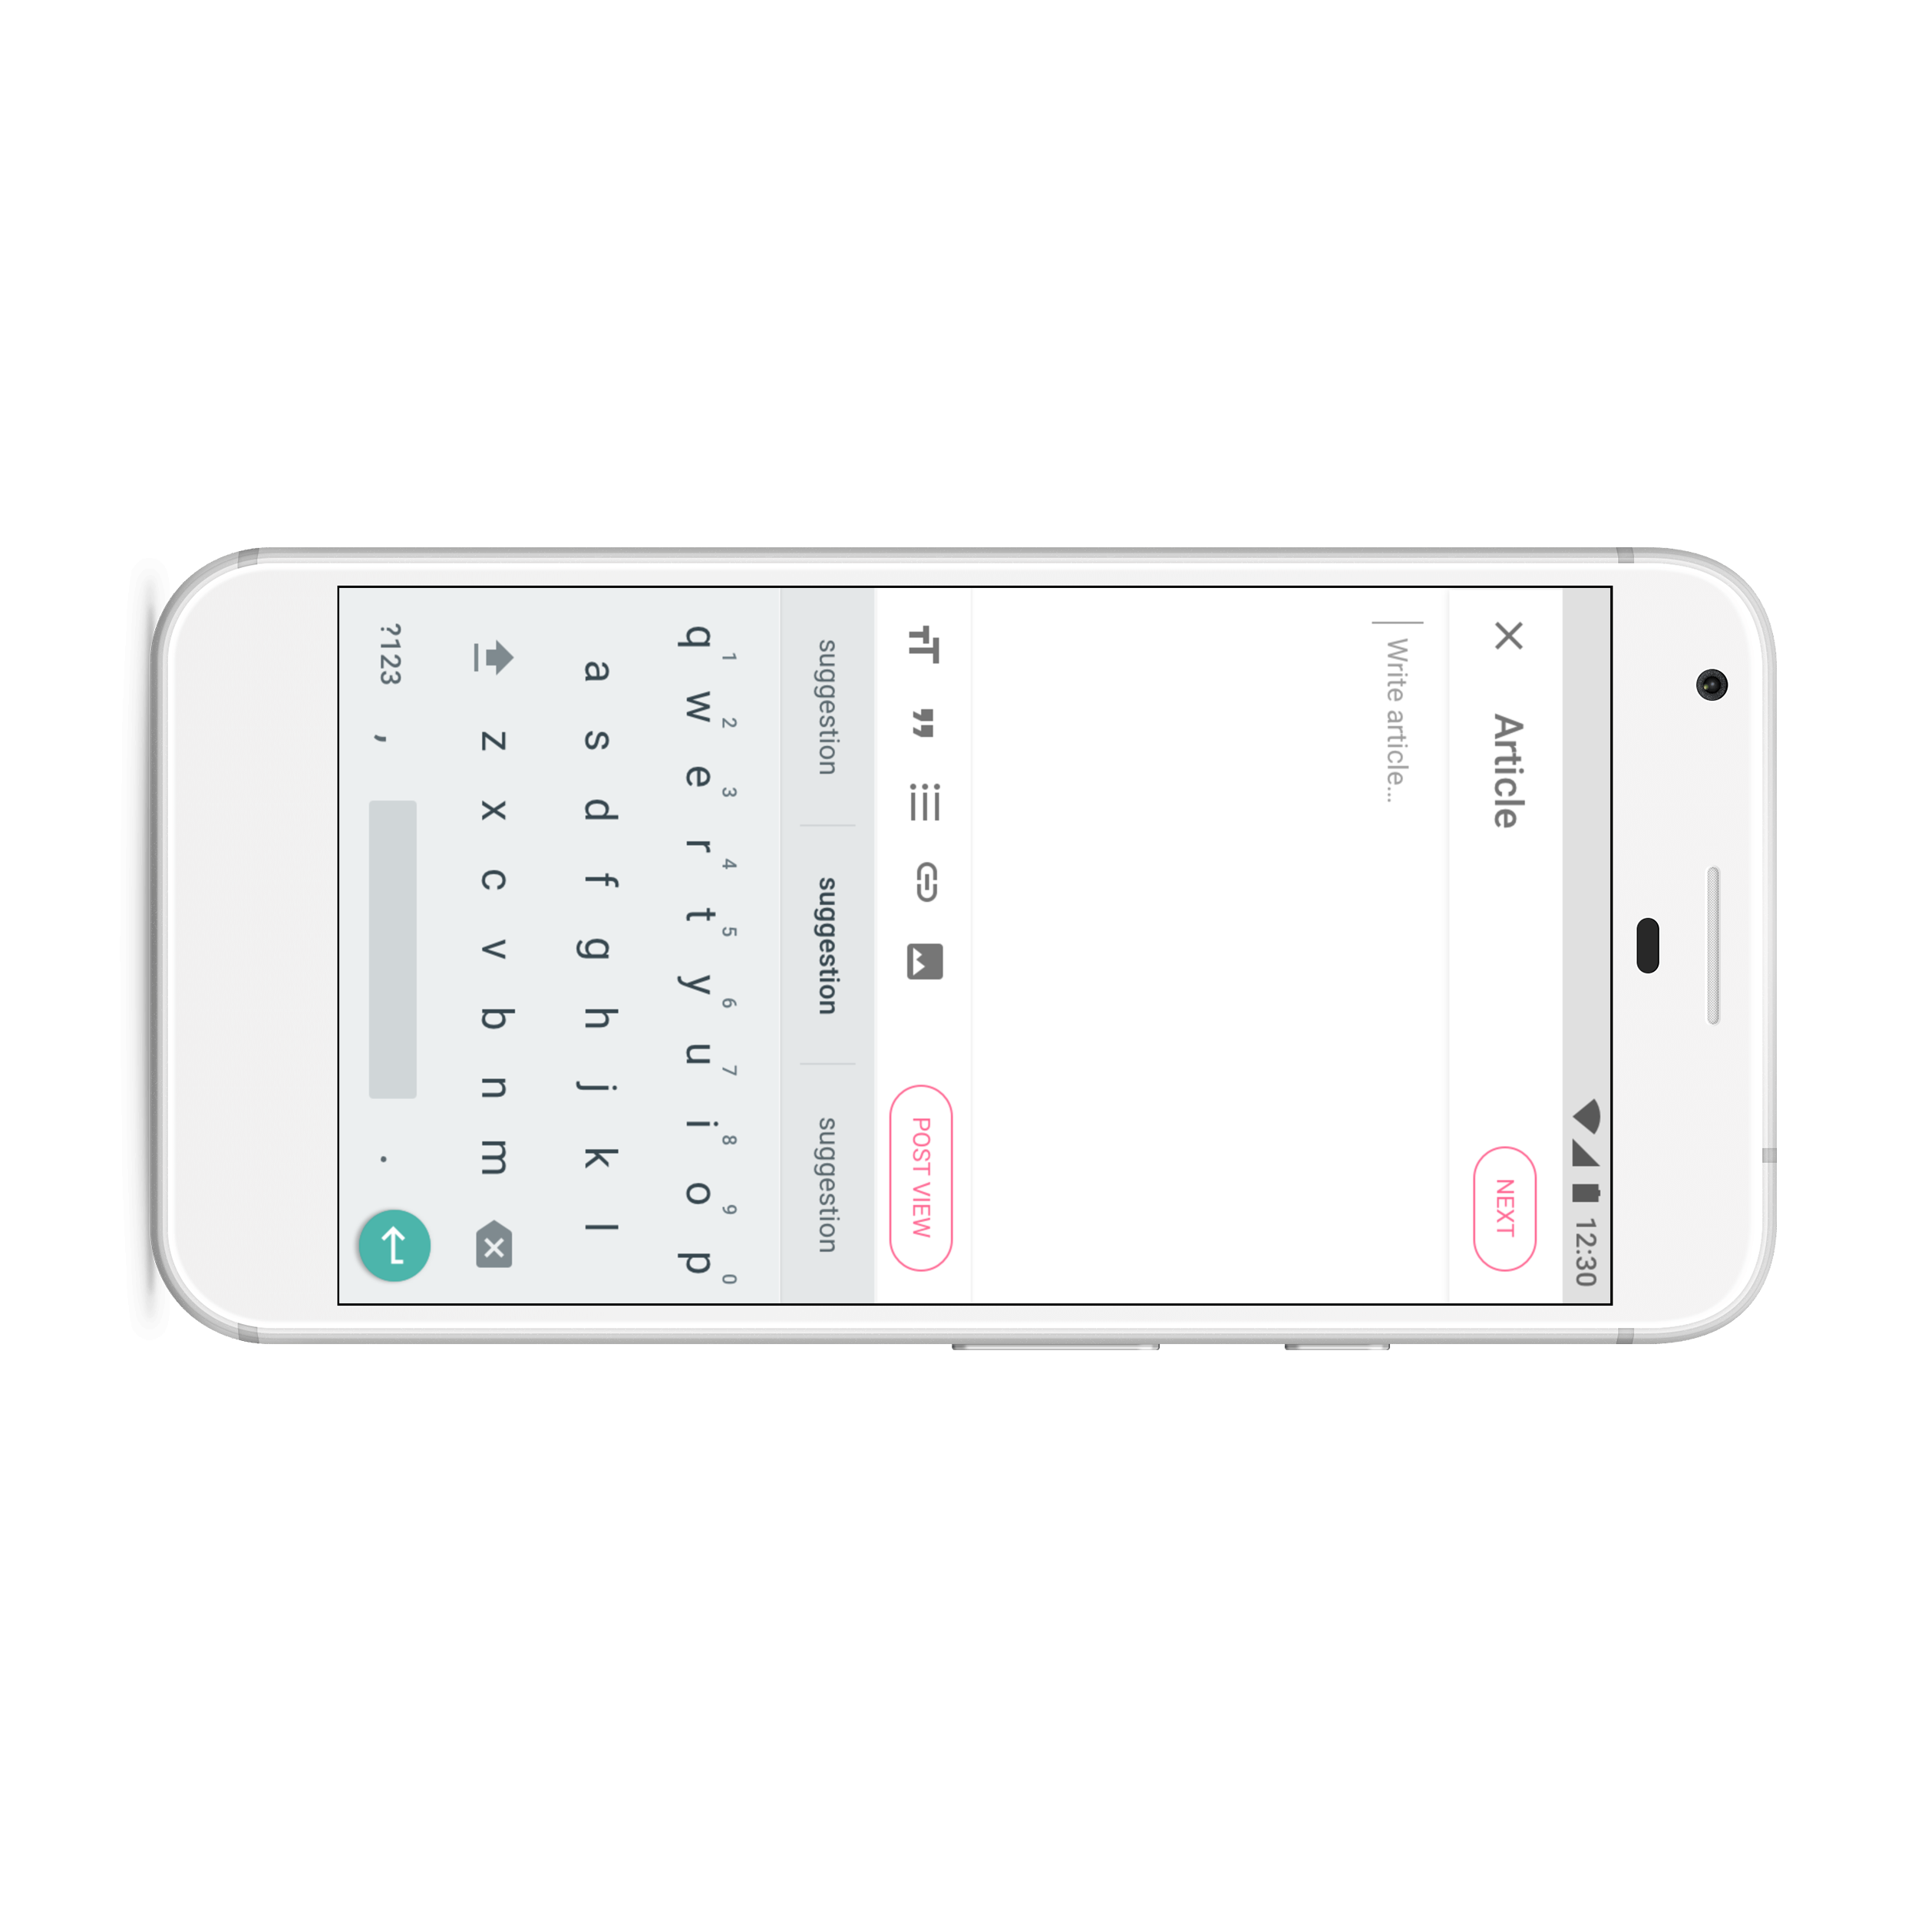 12:30
Article NEXT
Write article...
POST VIEW
suggestion suggestion suggestion
1 2 3 4 5 6 7 8 9 0
q w e r t y u i o p
a s d f g h j k l
z x c v b n m
?123 , .